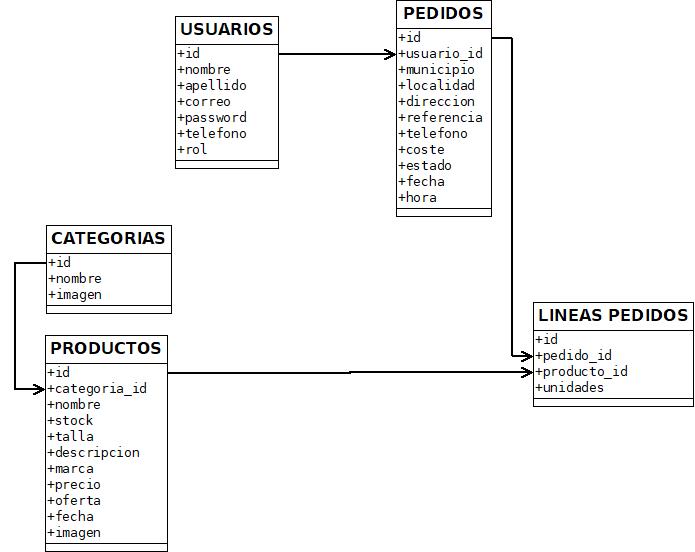 USUARIOS
+id
+nombre
+apellido
+correo
+password
+telefono
+rol
PEDIDOS
+id
+usuario_id
+municipio
+localidad
+direccion
+referencia
+telefono
+coste
+estado
+fecha
+hora
CATEGORIAS
+id
+nombre
+imagen
PRODUCTOS
+id
+categoria_id
+nombre
+stock
+talla
+descripcion
+marca
+precio
+oferta
+fecha
+imagen
LINEAS PEDIDOS
+id
+pedido_id
+producto_id
+unidades